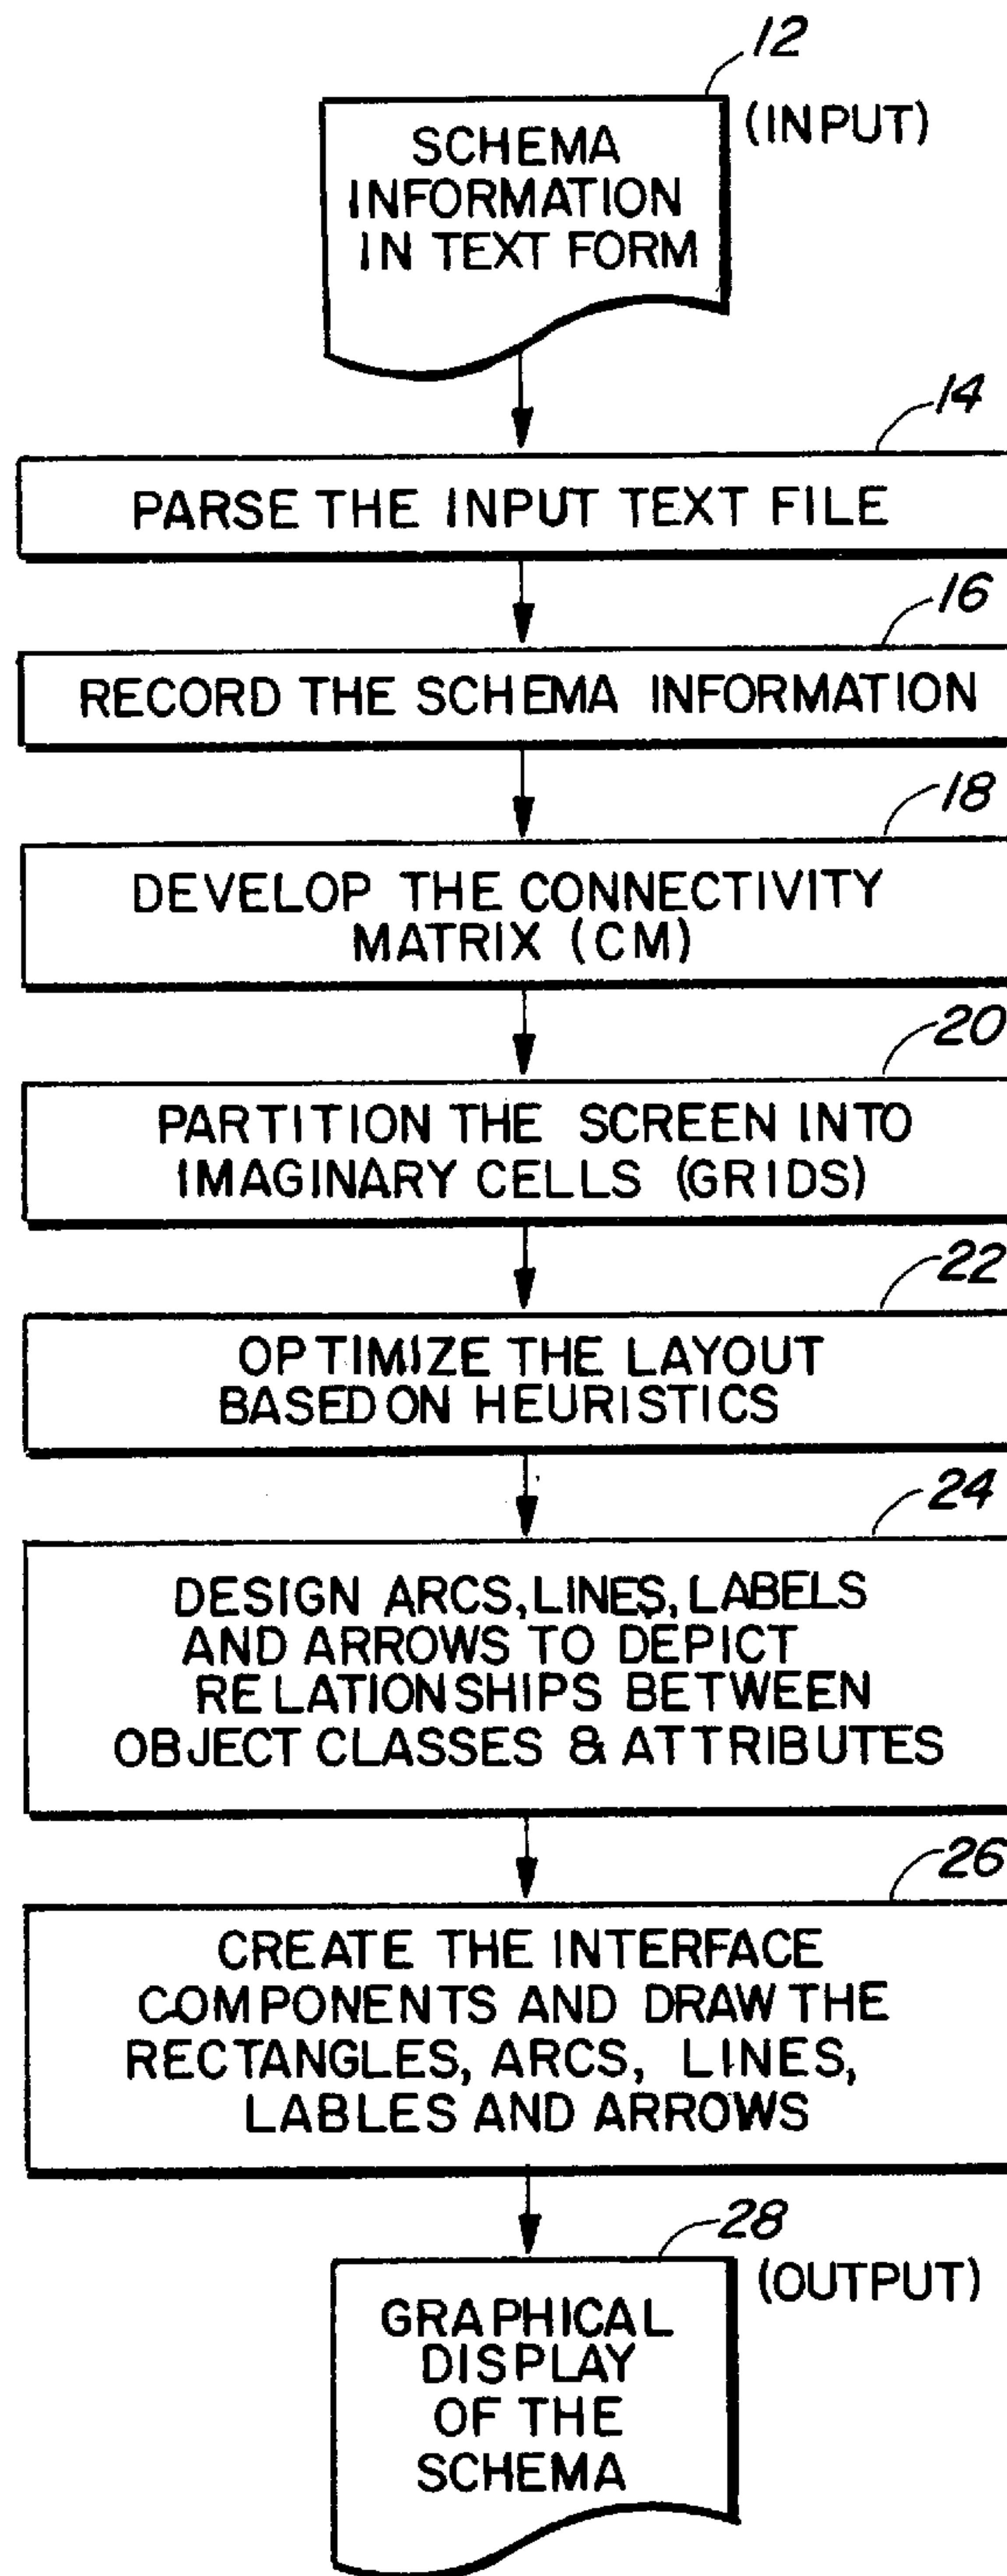 12
(INPUT)
SCHEMA
INFORMATION
IN TEXT FORM
14
PARSE THE INPUT TEXT FILE
16
RECORD THE SCHEMA INFORMATION
18
DEVELOP THE CONNECTIVITY
MATRIX (CM)
20
PARTITION THE SCREEN INTO
IMAGINARY CELLS (GRIDS)
22
OPTIMIZE THE LAYOUT
BASED ON HEURISTICS
24
DESIGN ARCS, LINES, LABELS
AND ARROWS TO DEPICT
RELATIONSHIPS BETWEEN
OBJECT CLASSES & ATTRIBUTES
26
CREATE THE INTERFACE
COMPONENTS AND DRAW THE
RECTANGLES, ARCS, LINES,
LABLES AND ARROWS
28
(OUTPUT)
GRAPHICAL
DISPLAY
OF THE
SCHEMA